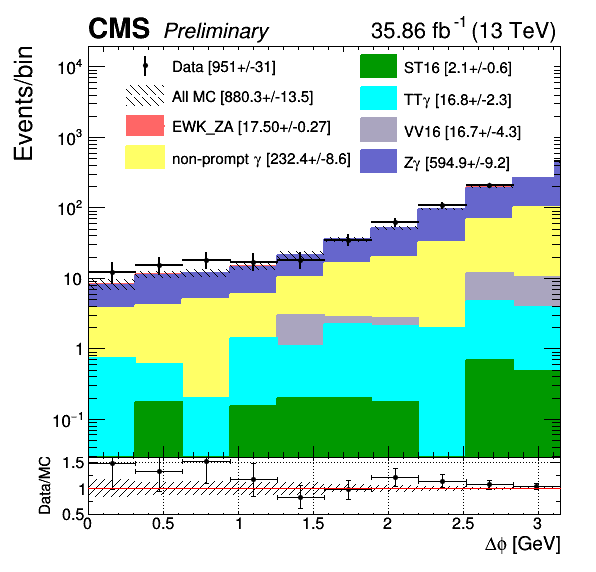 CMS Preliminary 35.86 fb⁻¹ (13 TeV)
Events/bin
Data [951+/-31]
All MC [880.3+/-13.5]
EWK_ZA [17.50+/-0.27]
non-prompt γ [232.4+/-8.6]
ST16 [2.1+/-0.6]
TTγ [16.8+/-2.3]
VV16 [16.7+/-4.3]
Zγ [594.9+/-9.2]
10⁴
10³
10²
10
1
10⁻¹
Data/MC
1.5
1
0.5
0 0.5 1 1.5 2 2.5 3
Δϕ [GeV]